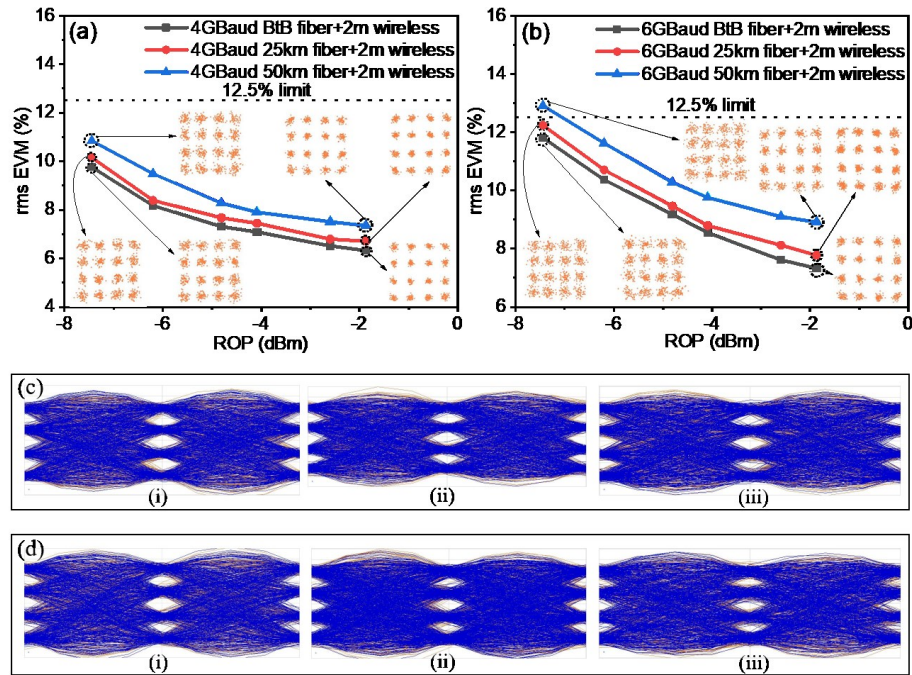 (a)
4GBaud BtB fiber+2m wireless
4GBaud 25km fiber+2m wireless
4GBaud 50km fiber+2m wireless
12.5% limit
rms EVM (%)
16
14
12
10
8
6
4
-8
-6
-4
-2
0
ROP (dBm)
(b)
6GBaud BtB fiber+2m wireless
6GBaud 25km fiber+2m wireless
6GBaud 50km fiber+2m wireless
12.5% limit
rms EVM (%)
16
14
12
10
8
6
-8
-6
-4
-2
0
ROP (dBm)
(c)
(i)
(ii)
(iii)
(d)
(i)
(ii)
(iii)